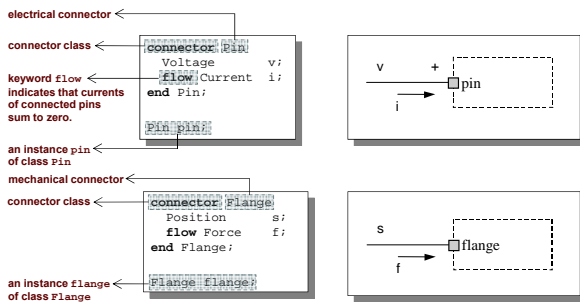 electrical connector
connector class
keyword flow
indicates that currents
of connected pins
sum to zero.
an instance pin
of class Pin
connector Pin
Voltage v;
flow Current i;
end Pin;
Pin pin;
v +
pin
i
mechanical connector
connector class
an instance flange
of class Flange
connector Flange
Position s;
flow Force f;
end Flange;
Flange flange;
s
flange
f